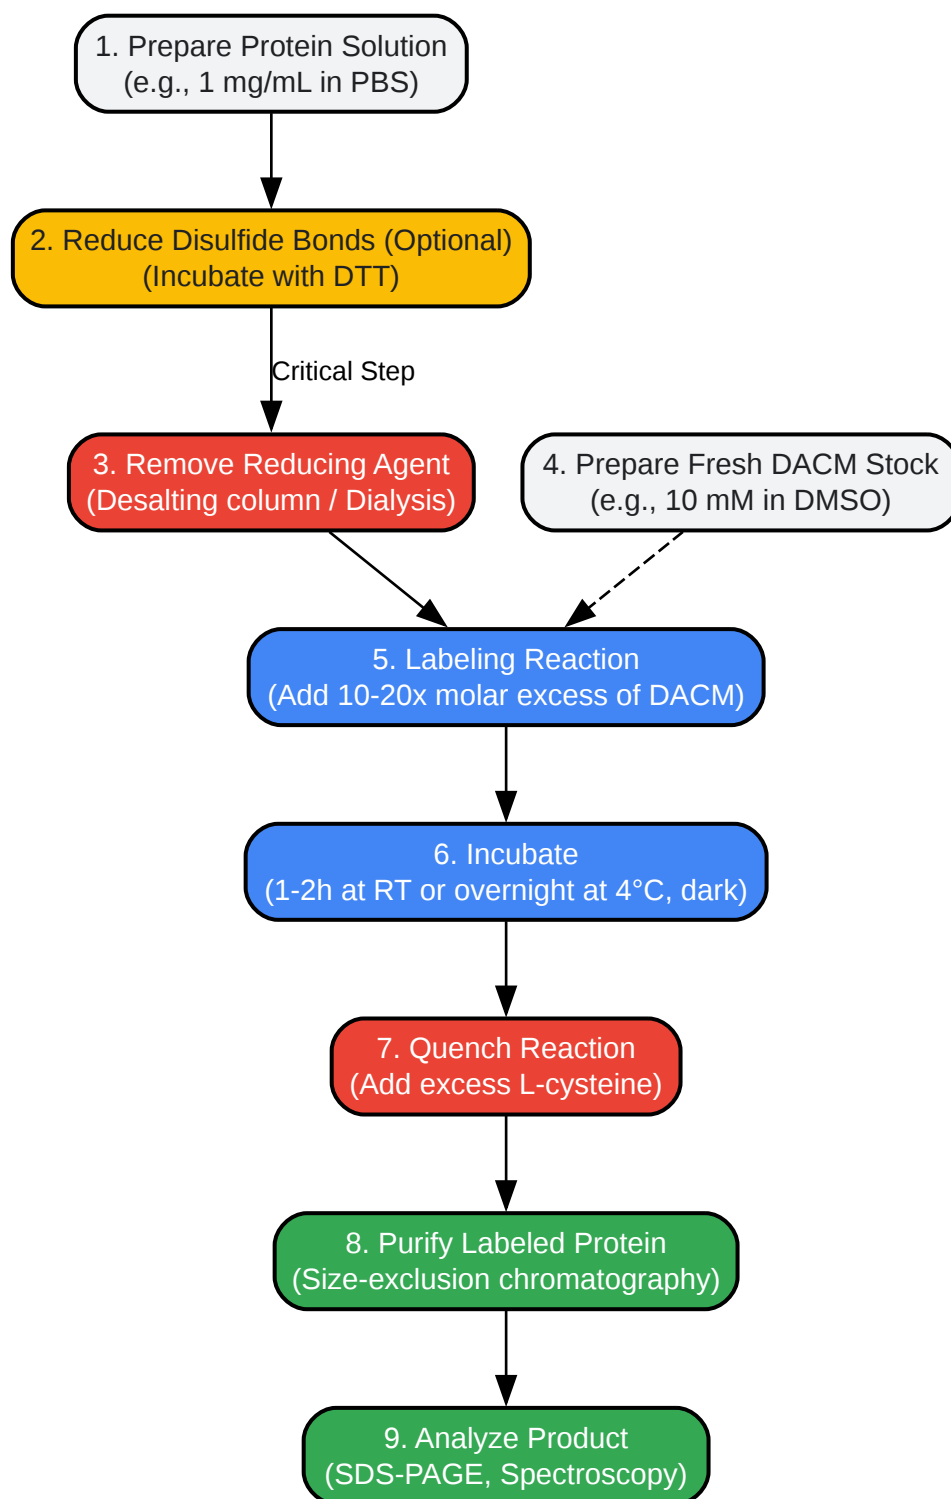 1. Prepare Protein Solution
(e.g., 1 mg/mL in PBS)
2. Reduce Disulfide Bonds (Optional)
(Incubate with DTT)
Critical Step
3. Remove Reducing Agent
(Desalting column / Dialysis)
4. Prepare Fresh DACM Stock
(e.g., 10 mM in DMSO)
5. Labeling Reaction
(Add 10-20x molar excess of DACM)
6. Incubate
(1-2h at RT or overnight at 4°C, dark)
7. Quench Reaction
(Add excess L-cysteine)
8. Purify Labeled Protein
(Size-exclusion chromatography)
9. Analyze Product
(SDS-PAGE, Spectroscopy)